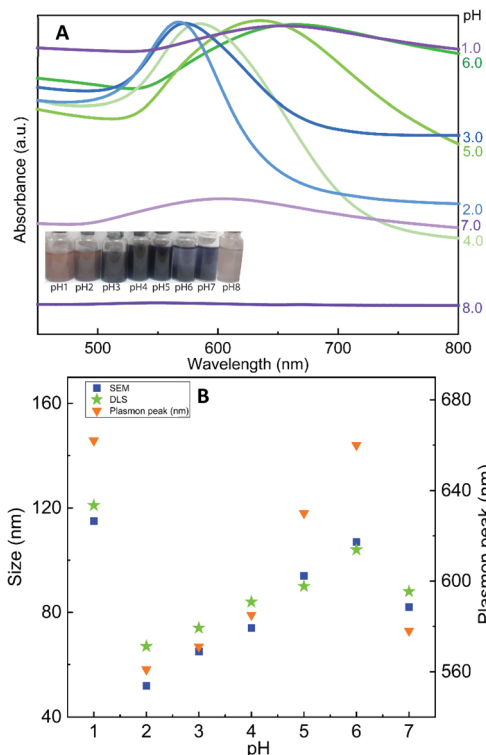 A
pH
1.0
6.0
3.0
5.0
2.0
7.0
4.0
8.0
Absorbance (a.u.)
pH1 pH2 pH3 pH4 pH5 pH6 pH7 pH8
500 600 700 800
Wavelength (nm)
B
SEM
DLS
Plasmon peak (nm)
160
120
80
40
Size (nm)
680
640
600
560
Plasmon peak (nm)
1 2 3 4 5 6 7
pH